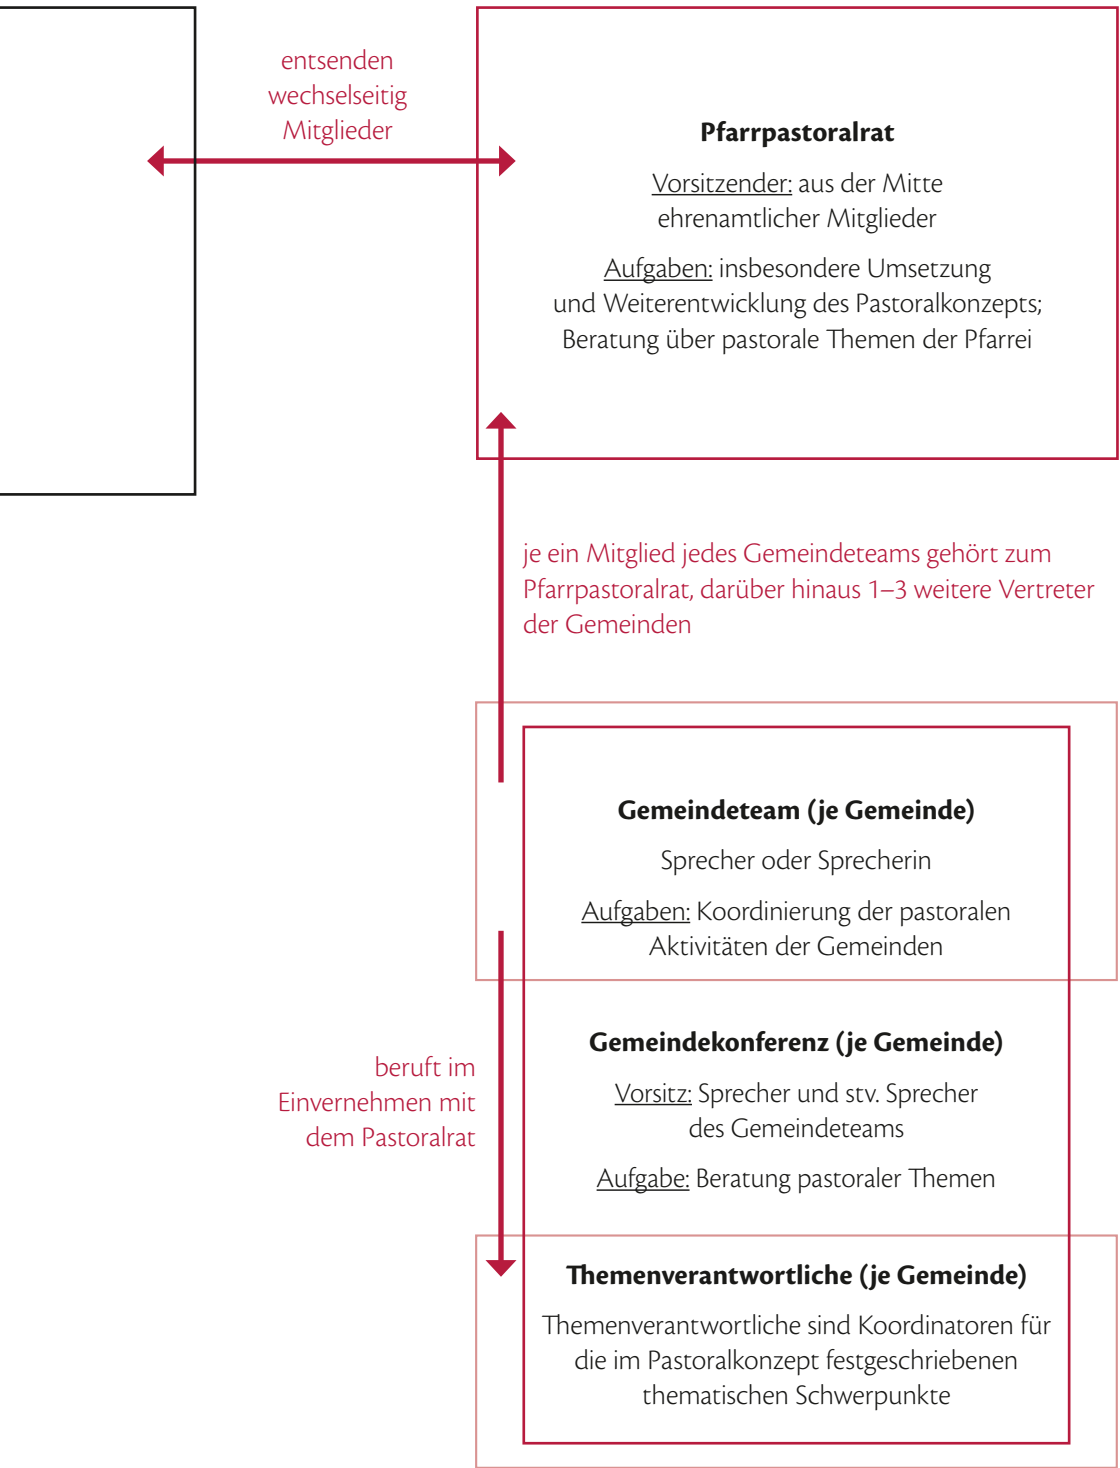 entsenden
wechselseitig
Mitglieder
Pfarrpastoralrat
Vorsitzender: aus der Mitte
ehrenamtlicher Mitglieder
Aufgaben: insbesondere Umsetzung
und Weiterentwicklung des Pastoralkonzepts;
Beratung über pastorale Themen der Pfarrei
je ein Mitglied jedes Gemeindeteams gehört zum
Pfarrpastoralrat, darüber hinaus 1–3 weitere Vertreter
der Gemeinden
Gemeindeteam (je Gemeinde)
Sprecher oder Sprecherin
Aufgaben: Koordinierung der pastoralen
Aktivitäten der Gemeinden
beruft im
Einvernehmen mit
dem Pastoralrat
Gemeindekonferenz (je Gemeinde)
Vorsitz: Sprecher und stv. Sprecher
des Gemeindeteams
Aufgabe: Beratung pastoraler Themen
Themenverantwortliche (je Gemeinde)
Themenverantwortliche sind Koordinatoren für
die im Pastoralkonzept festgeschriebenen
thematischen Schwerpunkte